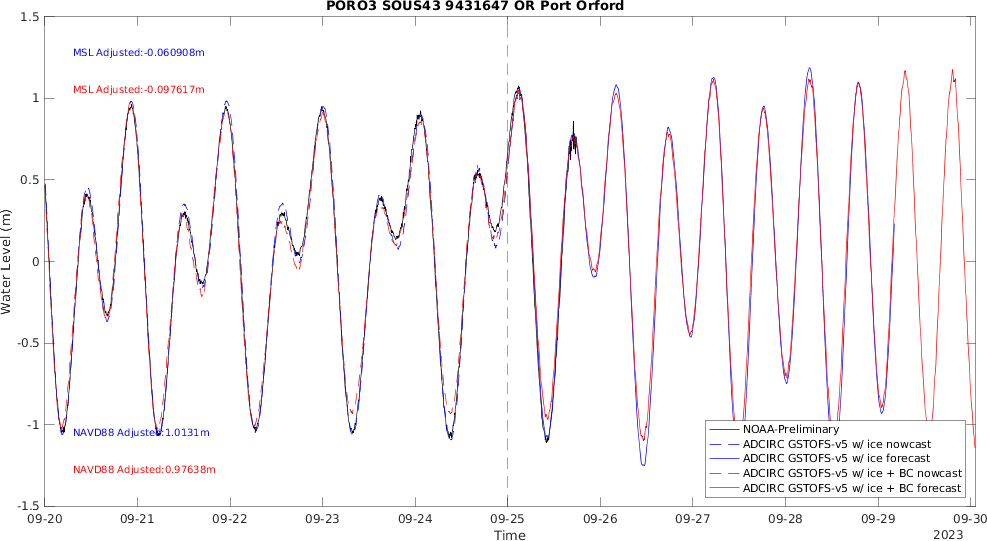 PORO3 SOUS43 9431647 OR Port Orford
1.5
1
0.5
0
-0.5
-1
-1.5
Water Level (m)
MSL Adjusted:-0.060908m
MSL Adjusted:-0.097617m
NAVD88 Adjusted:1.0131m
NAVD88 Adjusted:0.97638m
NOAA-Preliminary
ADCIRC GSTOFS-v5 w/ ice nowcast
ADCIRC GSTOFS-v5 w/ ice forecast
ADCIRC GSTOFS-v5 w/ ice + BC nowcast
ADCIRC GSTOFS-v5 w/ ice + BC forecast
09-20 09-21 09-22 09-23 09-24 09-25 09-26 09-27 09-28 09-29 09-30
Time
2023